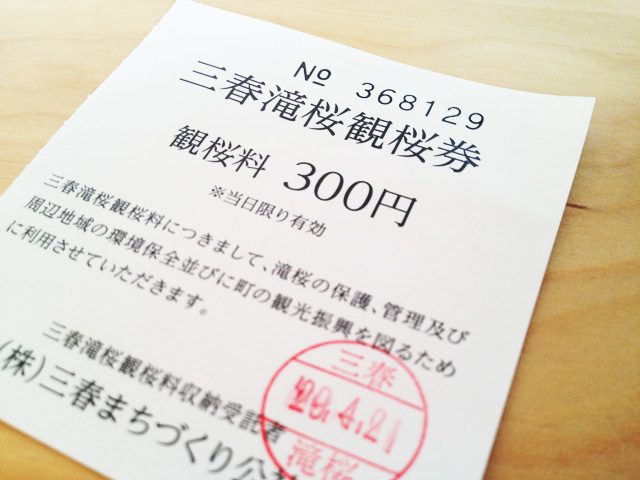 № 368129
三春滝桜観桜券
観桜料 300円
※当日限り有効
三春滝桜観桜料につきまして、滝桜の保護、管理及び
周辺地域の環境保全並びに町の観光振興を図るため
に利用させていただきます。
三春滝桜観桜料収納受託者
(株)三春まちづくり公
三春
4.21
滝桜